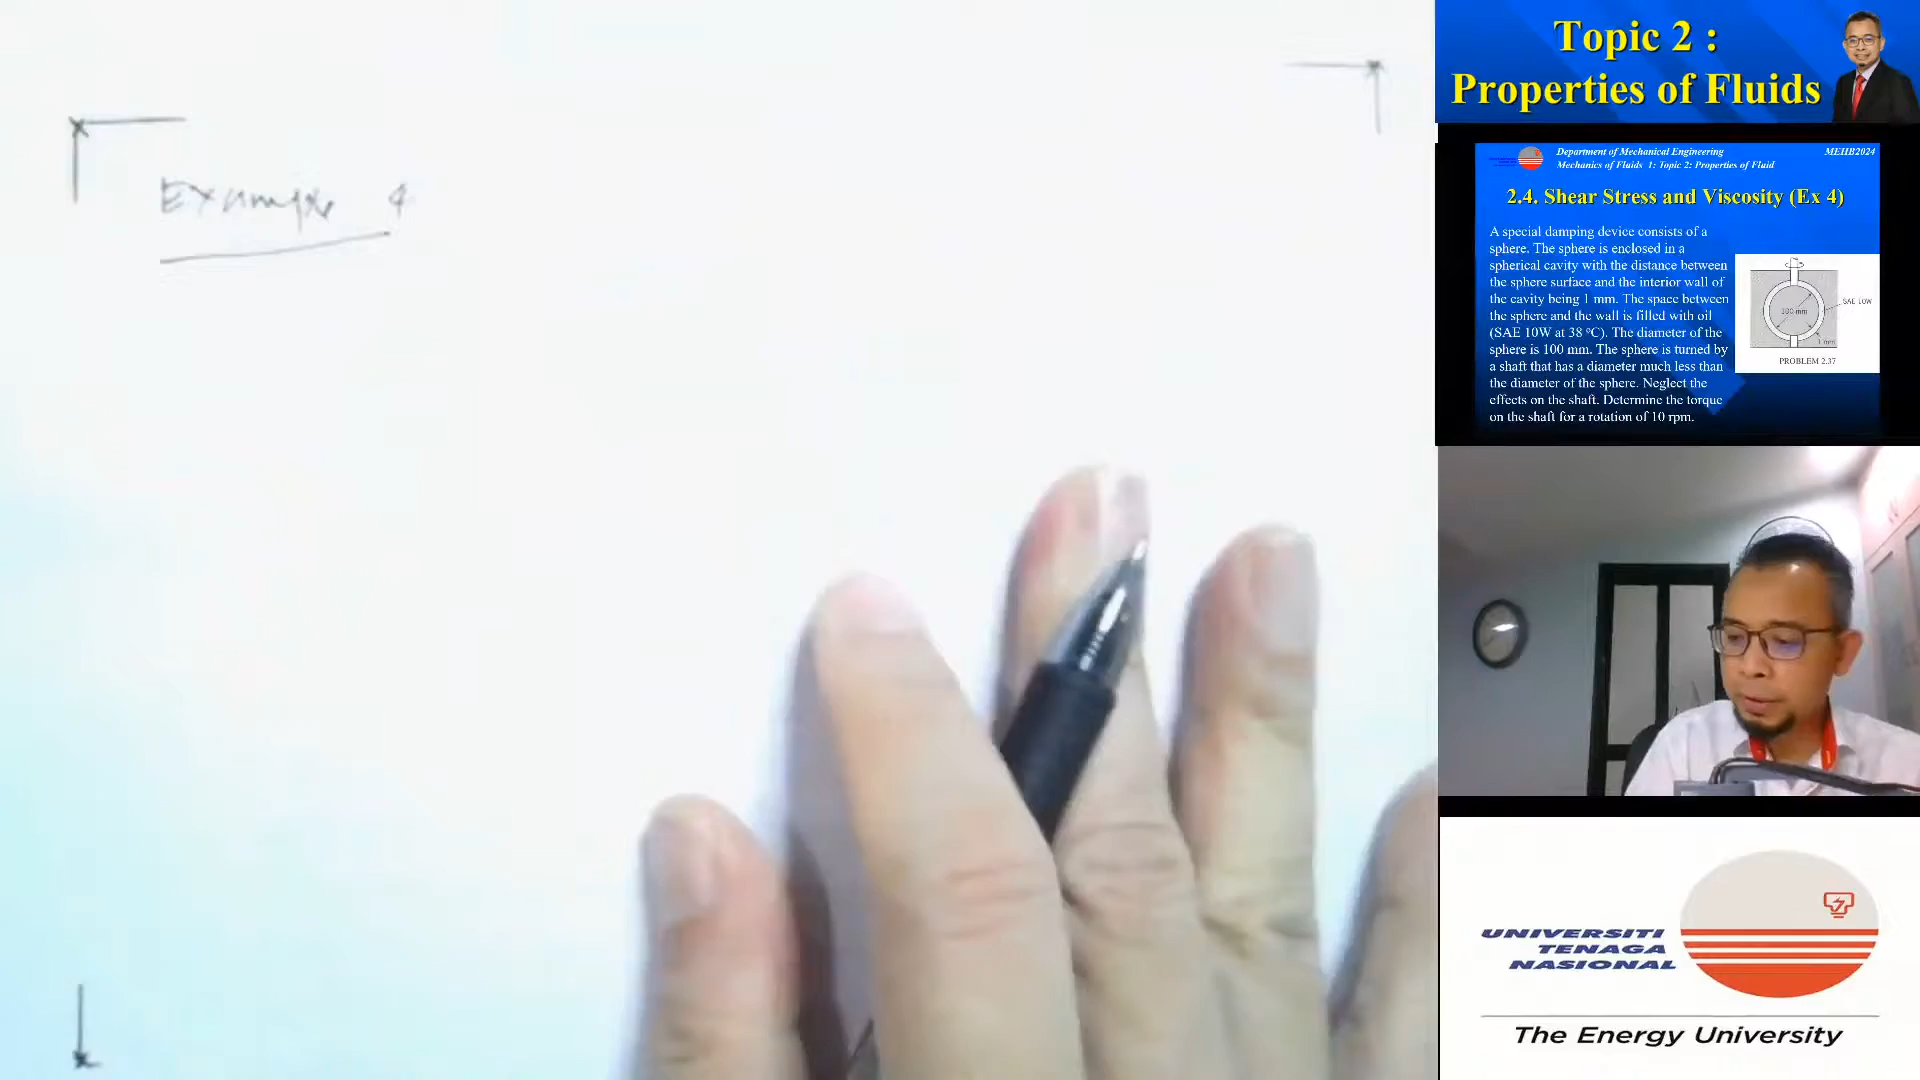 Example 4
Topic 2 :
Properties of Fluids
Department of Mechanical Engineering
MEHB2024
Mechanics of Fluids 1: Topic 2: Properties of Fluid
2.4. Shear Stress and Viscosity (Ex 4)
A special damping device consists of a
sphere. The sphere is enclosed in a
spherical cavity with the distance between
the sphere surface and the interior wall of
the cavity being 1 mm. The space between
the sphere and the wall is filled with oil
(SAE 10W at 38 °C). The diameter of the
sphere is 100 mm. The sphere is turned by
a shaft that has a diameter much less than
the diameter of the sphere. Neglect the
effects on the shaft. Determine the torque
on the shaft for a rotation of 10 rpm.
SAE 10W
100 mm
1 mm
PROBLEM 2.37
UNIVERSITI
TENAGA
NASIONAL
The Energy University